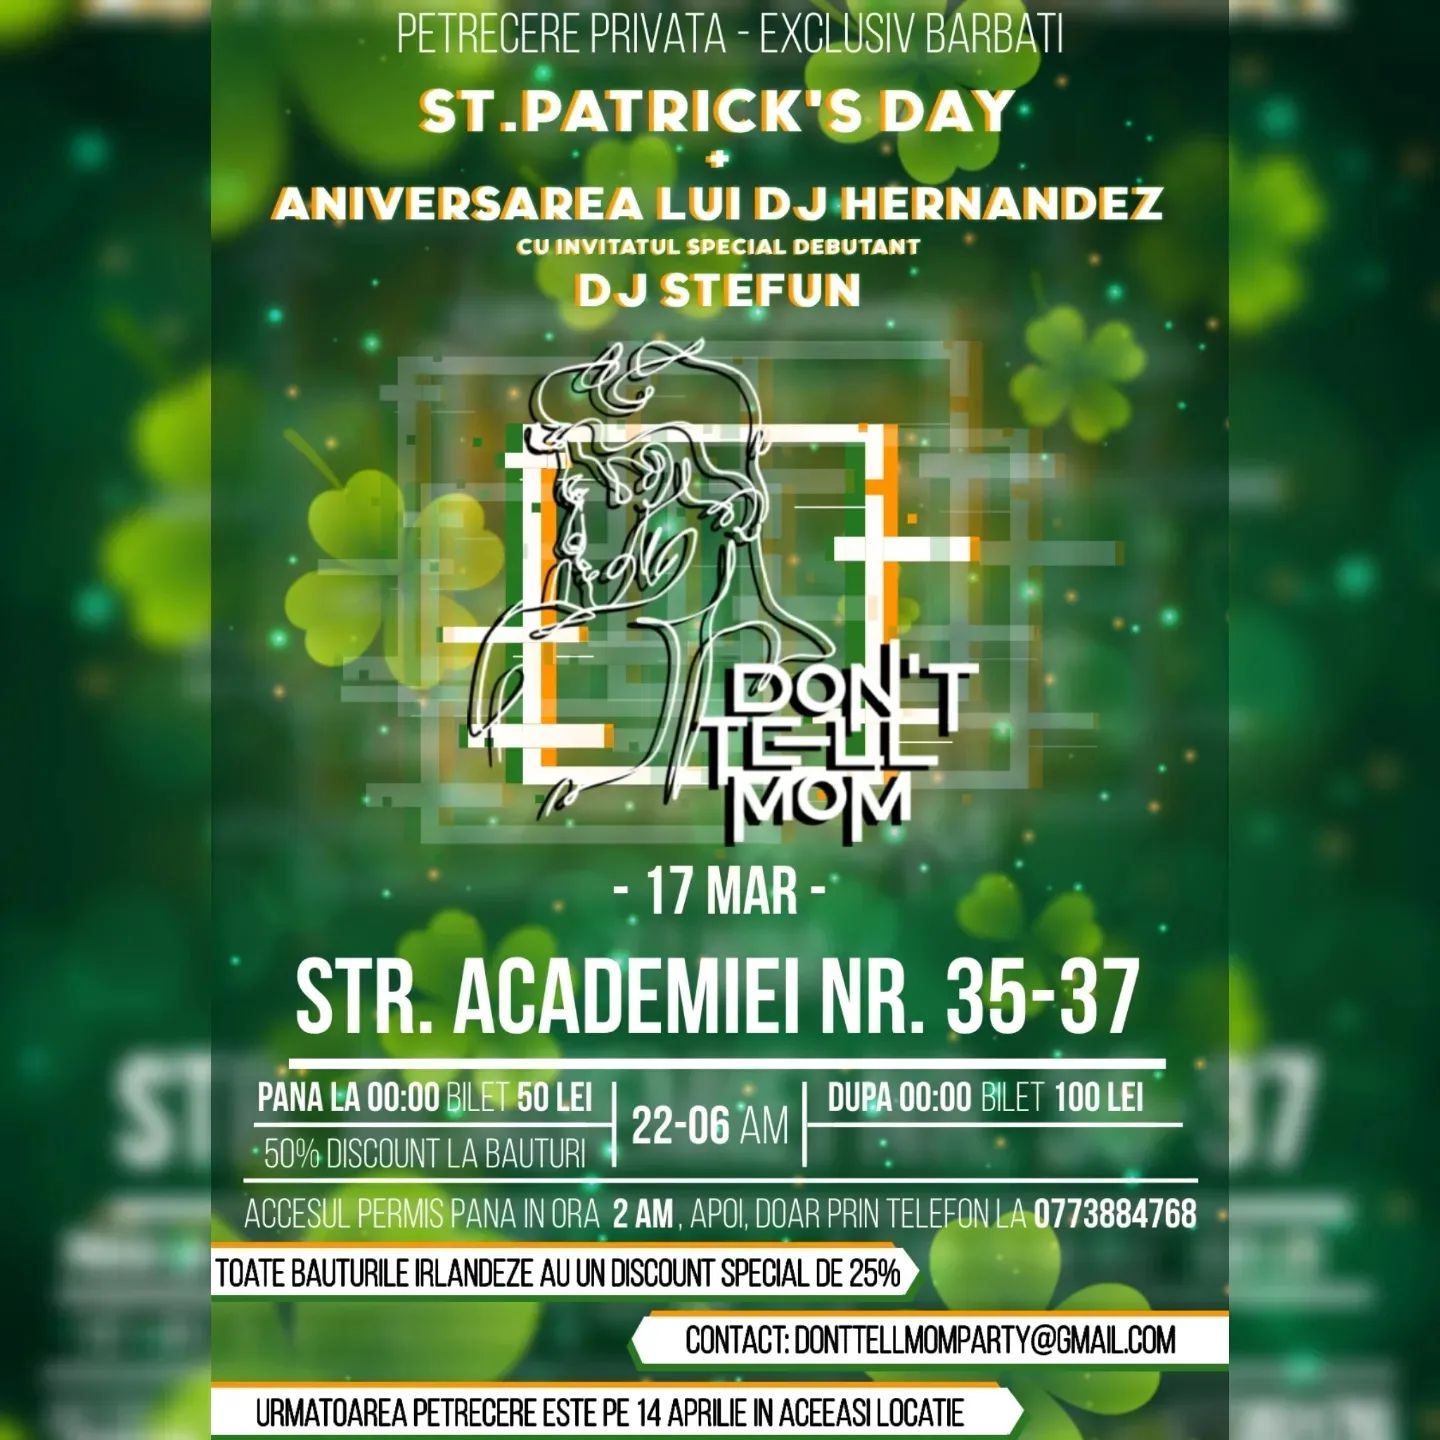 PETRECERE PRIVATA - EXCLUSIV BARBATI
ST.PATRICK'S DAY
+
ANIVERSAREA LUI DJ HERNANDEZ
CU INVITATUL SPECIAL DEBUTANT
DJ STEFUN
DON'T
TELL
MOM
- 17 MAR -
STR. ACADEMIEI NR. 35-37
PANA LA 00:00 BILET 50 LEI
50% DISCOUNT LA BAUTURI
22-06 AM
DUPA 00:00 BILET 100 LEI
ACCESUL PERMIS PANA IN ORA 2 AM, APOI, DOAR PRIN TELEFON LA 0773884768
TOATE BAUTURILE IRLANDEZE AU UN DISCOUNT SPECIAL DE 25%
CONTACT: DONTTELLMOMPARTY@GMAIL.COM
URMATOAREA PETRECERE ESTE PE 14 APRILIE IN ACEEASI LOCATIE